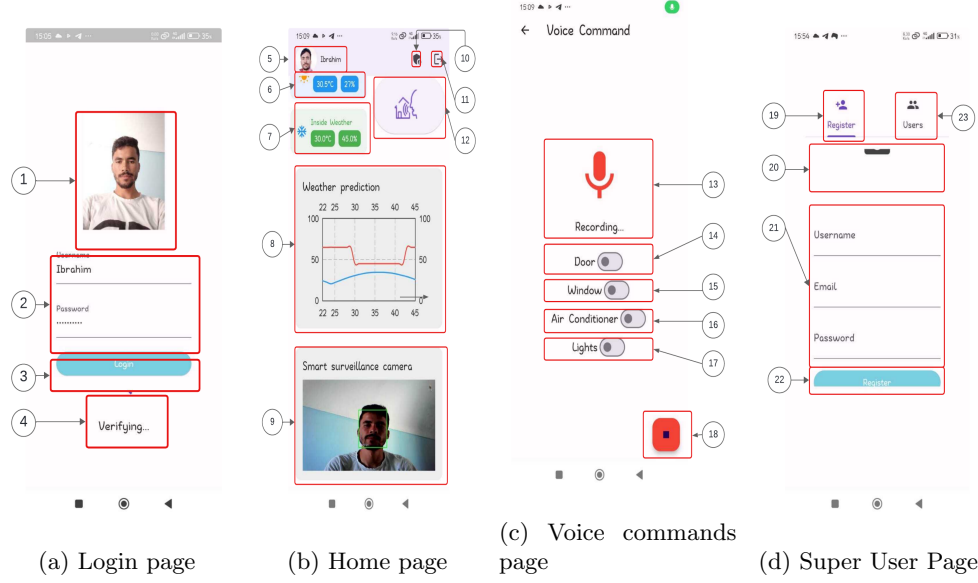 15:05
35%
1
Username
Ibrahim
2
Password
..........
3
Login
4
Verifying...
(a) Login page
15:09
35%
5
Ibrahim
10
6
30.5°C 27%
11
7
Inside Weather
30.0°C 45.0%
12
Weather prediction
22 25 30 35 40 45
100 100
8
50 50
0 0
22 25 30 35 40 45
Smart surveillance camera
9
(b) Home page
15:09
← Voice Command
13
Recording...
14
Door
15
Window
16
Air Conditioner
17
Lights
18
(c) Voice commands
page
15:54
31%
19
Register
Users
23
20
21
Username
Email
Password
22
Register
(d) Super User Page